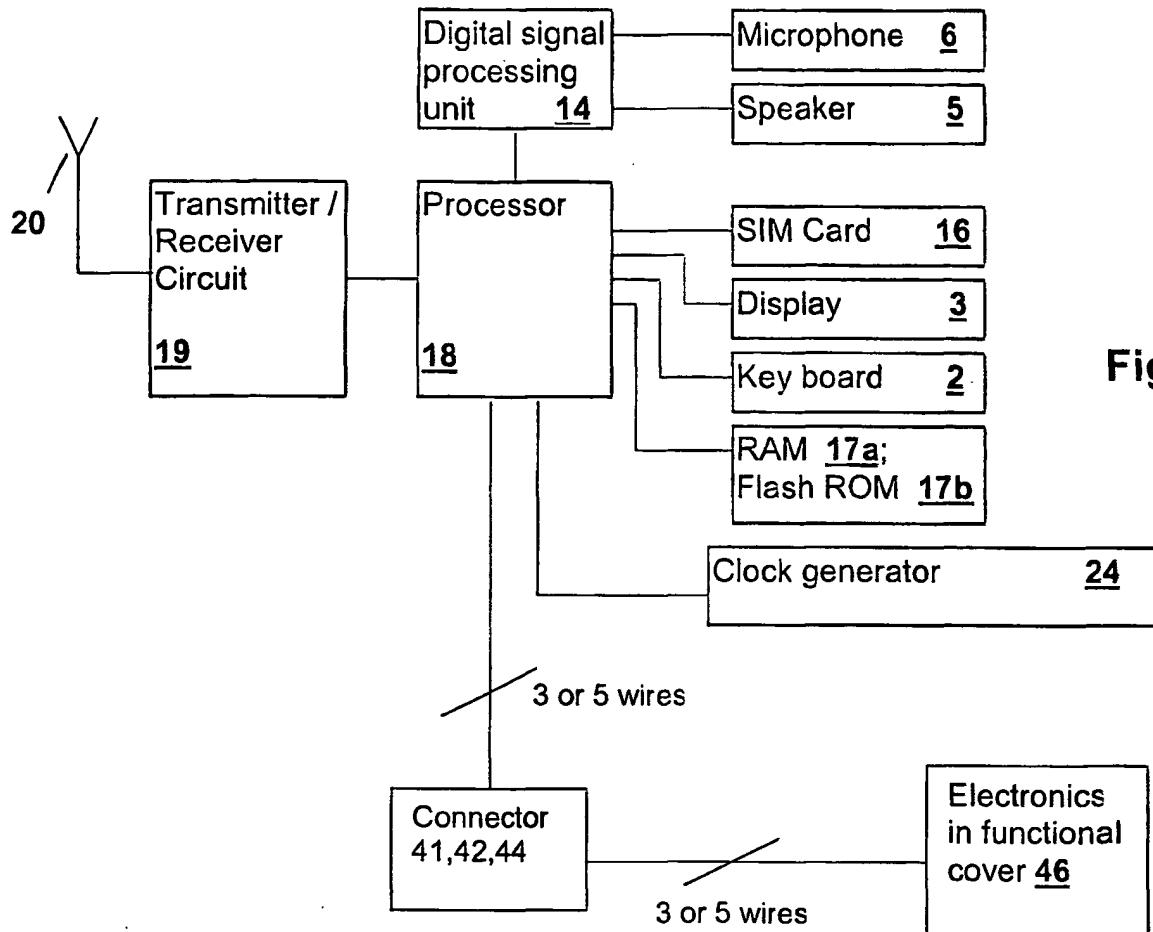 Digital signal
processing
unit 14
Microphone 6
Speaker 5
20
Transmitter /
Receiver
Circuit
19
Processor
18
SIM Card 16
Display 3
Key board 2
RAM 17a;
Flash ROM 17b
Fig
Clock generator 24
3 or 5 wires
Connector
41,42,44
3 or 5 wires
Electronics
in functional
cover 46